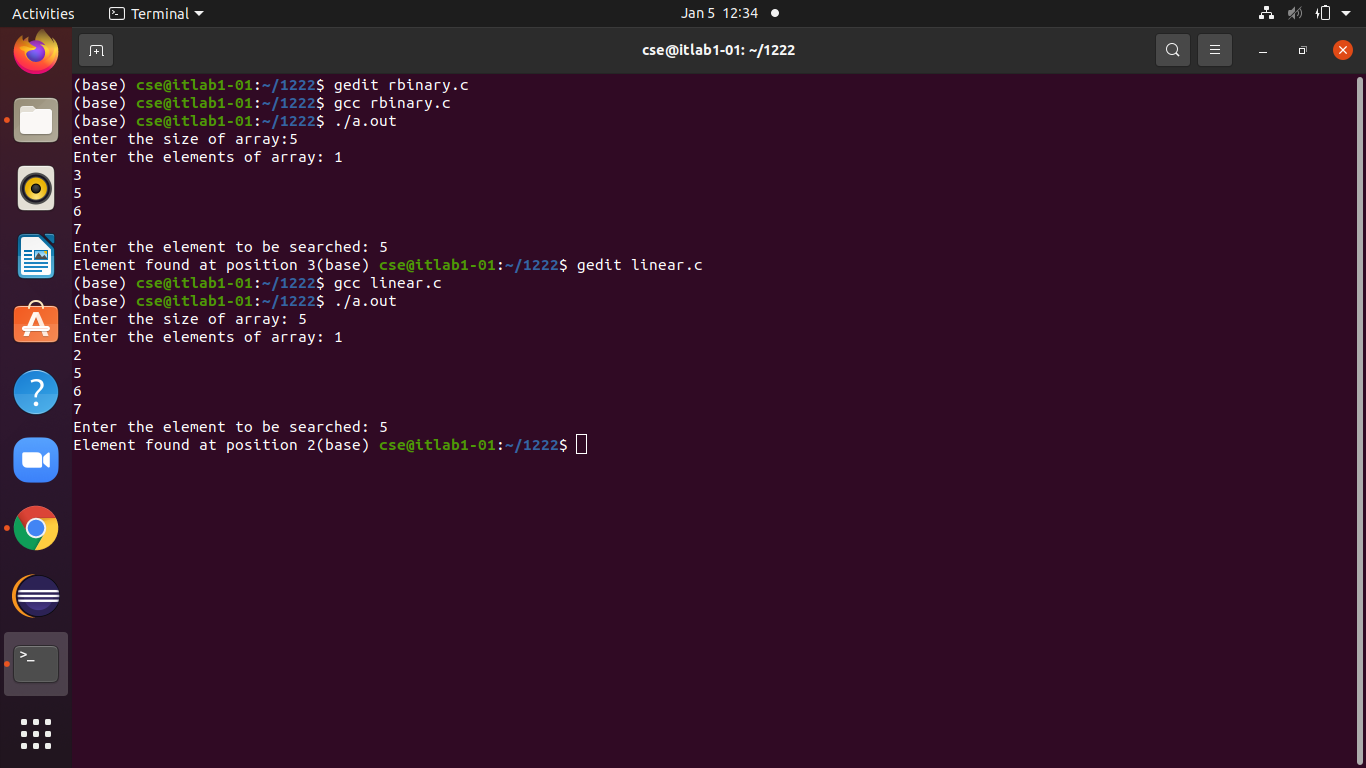 Activities Terminal Jan 5 12:34
cse@itlab1-01: ~/1222
(base) cse@itlab1-01:~/1222$ gedit rbinary.c
(base) cse@itlab1-01:~/1222$ gcc rbinary.c
(base) cse@itlab1-01:~/1222$ ./a.out
enter the size of array:5
Enter the elements of array: 1
3
5
6
7
Enter the element to be searched: 5
Element found at position 3(base) cse@itlab1-01:~/1222$ gedit linear.c
(base) cse@itlab1-01:~/1222$ gcc linear.c
(base) cse@itlab1-01:~/1222$ ./a.out
Enter the size of array: 5
Enter the elements of array: 1
2
5
6
7
Enter the element to be searched: 5
Element found at position 2(base) cse@itlab1-01:~/1222$